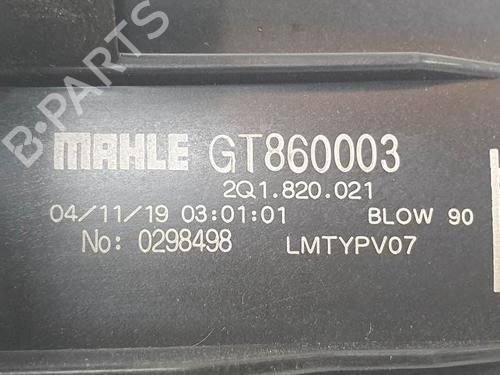 B-PARTS
MAHLE GT860003
2Q1.820.021
04/11/19 03:01:01 BLOW 90
No: 0298498 LMTYPV07